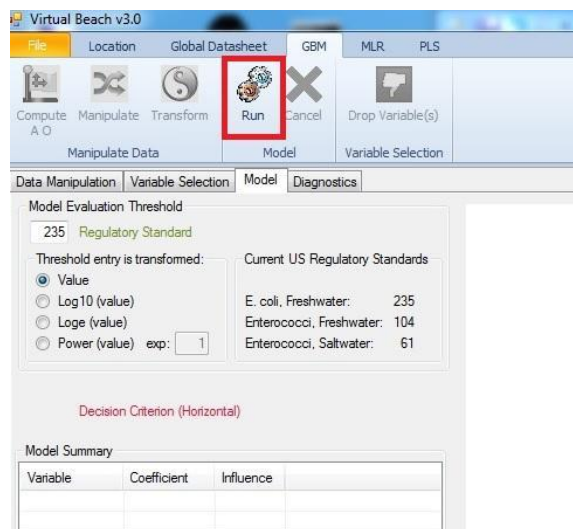 Virtual Beach v3.0
File Location Global Datasheet GBM MLR PLS
Compute Manipulate Transform Run Cancel Drop Variable(s)
A O
Manipulate Data Model Variable Selection
Data Manipulation Variable Selection Model Diagnostics
Model Evaluation Threshold
235 Regulatory Standard
Threshold entry is transformed: Current US Regulatory Standards
Value
Log10 (value) E. coli, Freshwater: 235
Loge (value) Enterococci, Freshwater: 104
Power (value) exp: 1 Enterococci, Saltwater: 61
Decision Criterion (Horizontal)
Model Summary
Variable Coefficient Influence